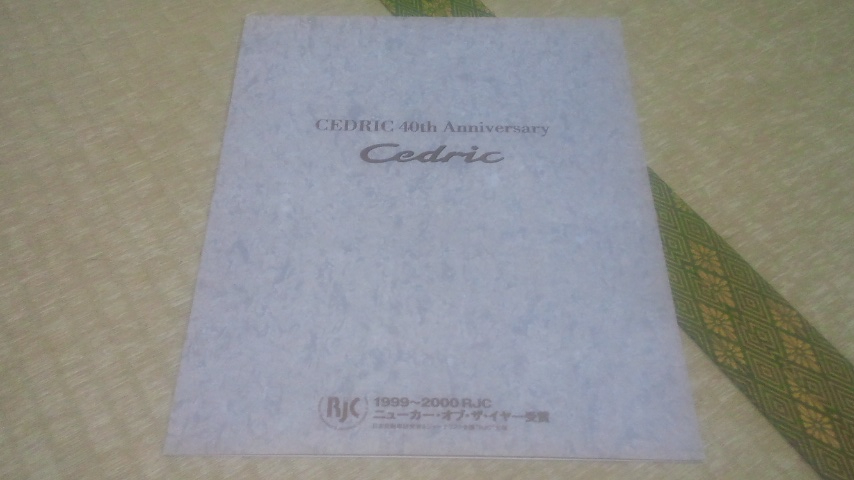 CEDRIC 40th Anniversary
Cedric
RJC
1999～2000 RJC
ニューカー・オブ・ザ・イヤー受賞